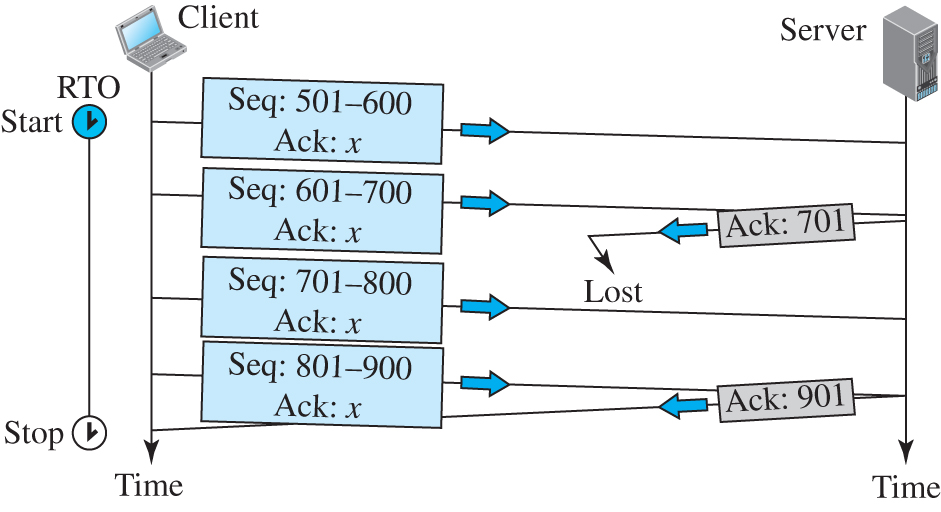 Client
Server
RTO
Start
Seq: 501–600
Ack: x
Seq: 601–700
Ack: x
Ack: 701
Lost
Seq: 701–800
Ack: x
Seq: 801–900
Ack: x
Ack: 901
Stop
Time
Time